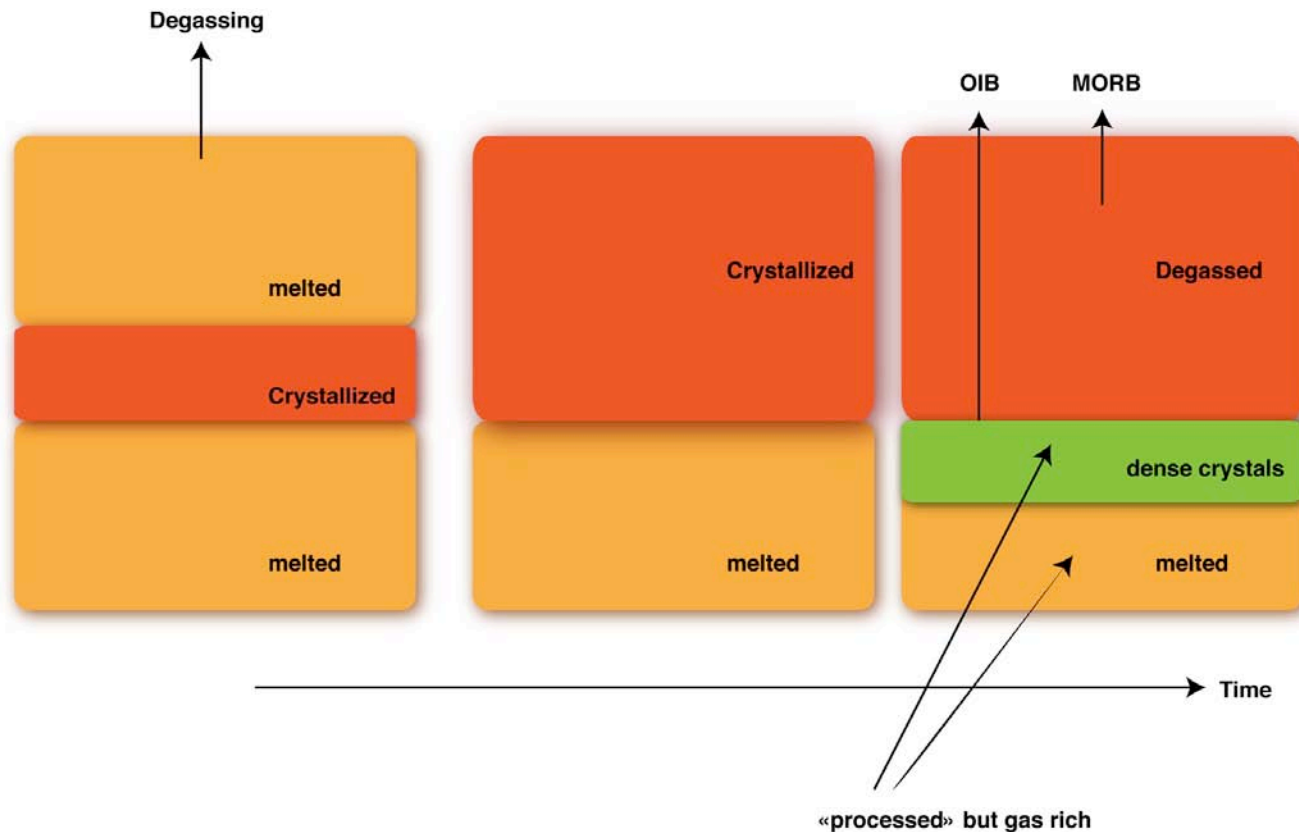 Degassing
OIB
MORB
melted
Crystallized
melted
Crystallized
melted
Degassed
dense crystals
melted
Time
«processed» but gas rich